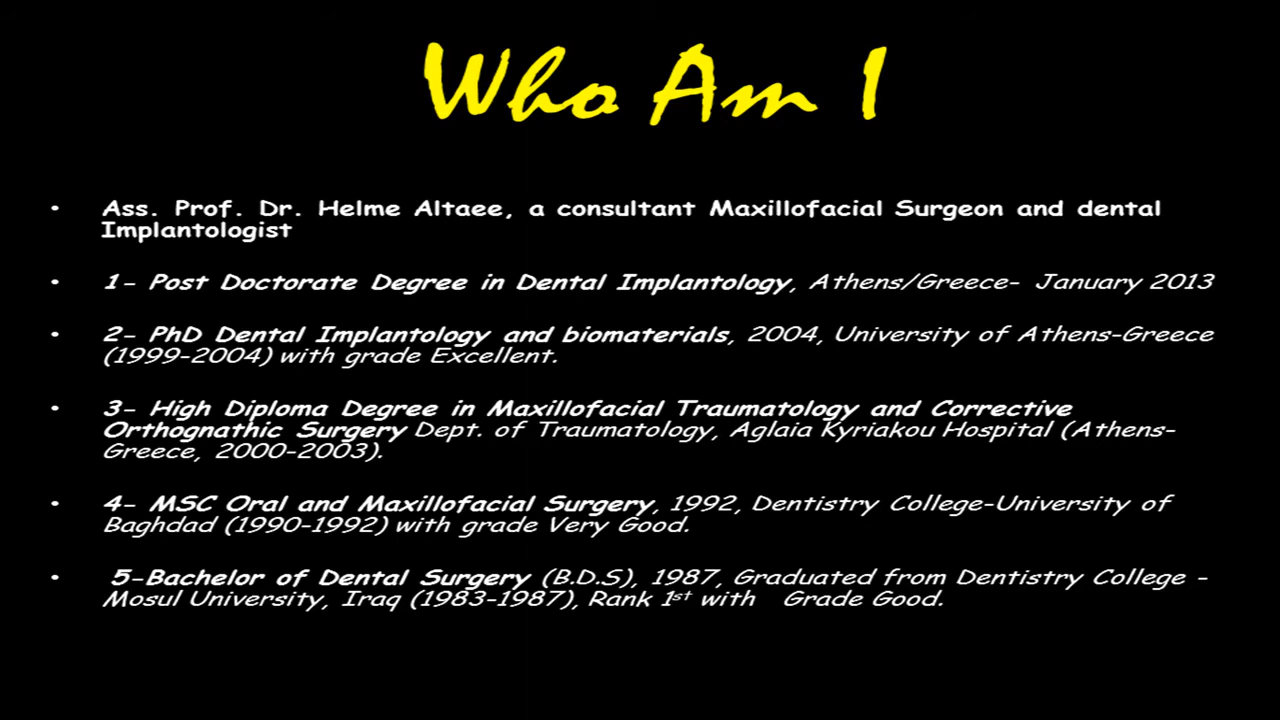 Who Am I
• Ass. Prof. Dr. Helme Altaee, a consultant Maxillofacial Surgeon and dental
Implantologist
• 1- Post Doctorate Degree in Dental Implantology, Athens/Greece- January 2013
• 2- PhD Dental Implantology and biomaterials, 2004, University of Athens-Greece
(1999-2004) with grade Excellent.
• 3- High Diploma Degree in Maxillofacial Traumatology and Corrective
Orthognathic Surgery Dept. of Traumatology, Aglaia Kyriakou Hospital (Athens-
Greece, 2000-2003).
• 4- MSC Oral and Maxillofacial Surgery, 1992, Dentistry College-University of
Baghdad (1990-1992) with grade Very Good.
• 5-Bachelor of Dental Surgery (B.D.S), 1987, Graduated from Dentistry College -
Mosul University, Iraq (1983-1987), Rank 1st with Grade Good.